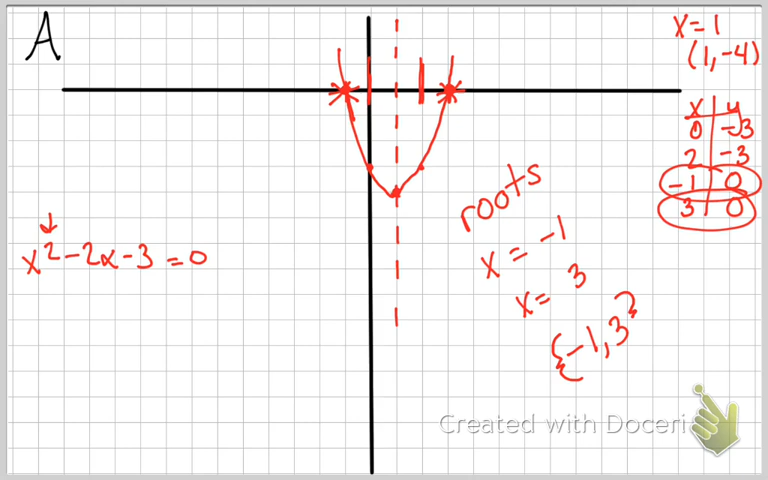 A
x=1
(1,-4)
x y
0 -3
2 -3
-1 0
3 0
roots
x = -1
x= 3
{-1,3}
x²-2x-3=0
Created with Doceri